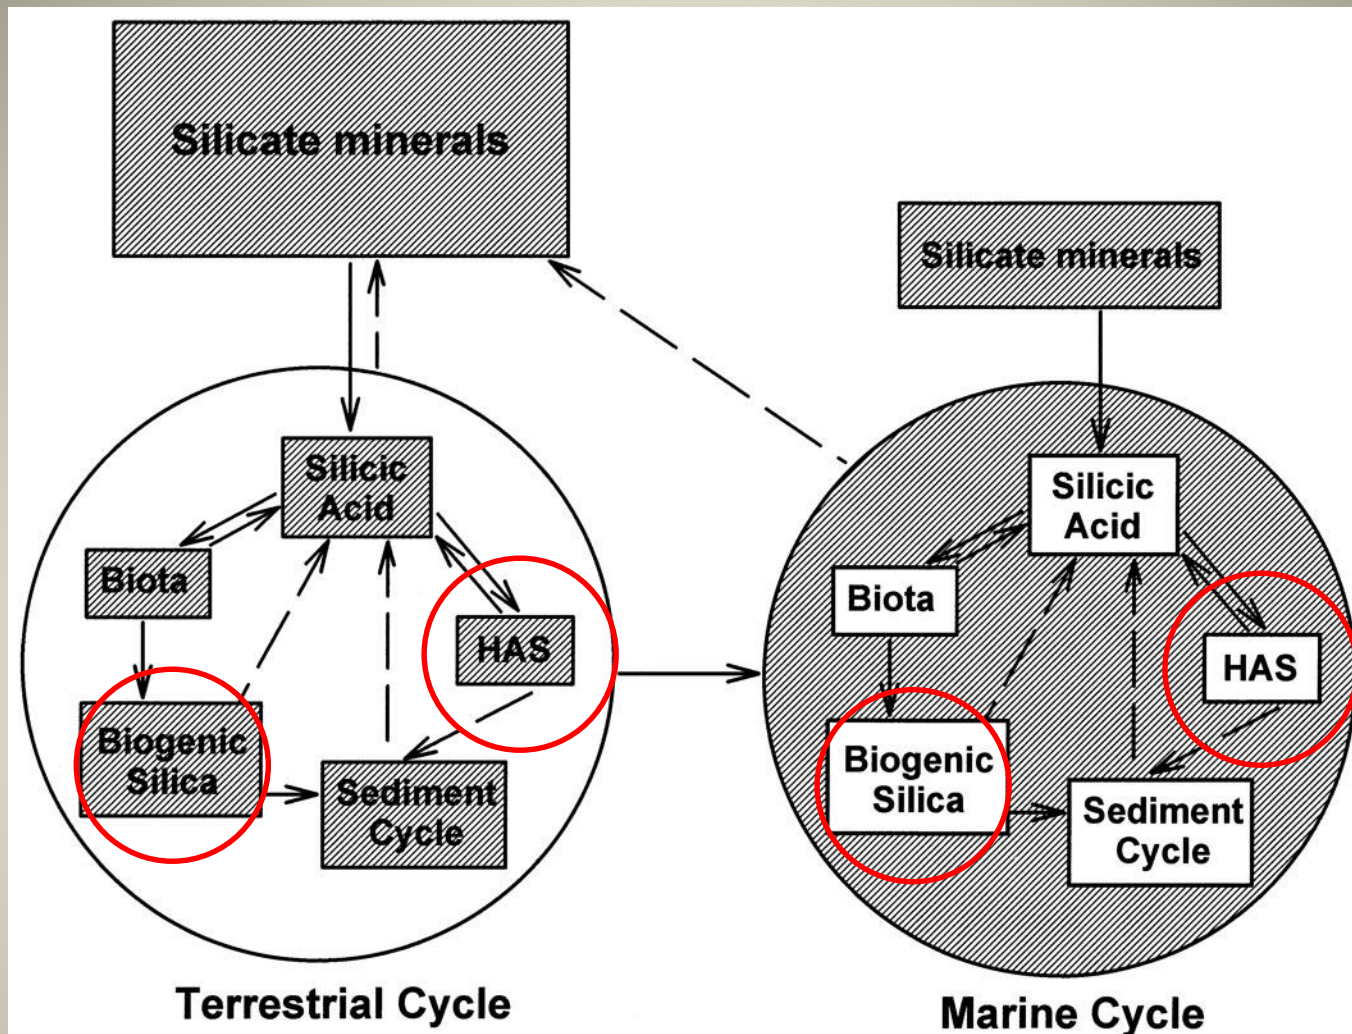 Silicate minerals
Silicic
Acid
Biota
HAS
Biogenic
Silica
Sediment
Cycle
Terrestrial Cycle
Silicate minerals
Silicic
Acid
Biota
HAS
Biogenic
Silica
Sediment
Cycle
Marine Cycle